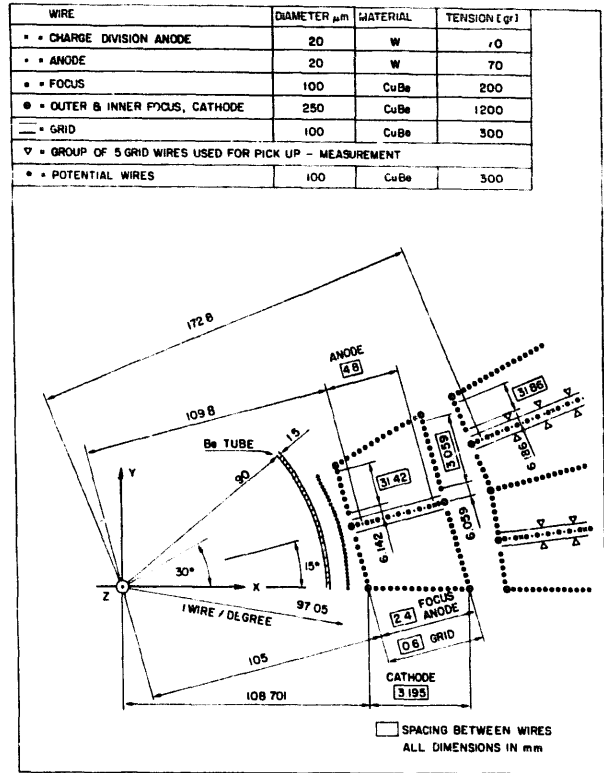 WIRE DIAMETER µm MATERIAL TENSION [gr]
▪ = CHARGE DIVISION ANODE 20 W 70
· = ANODE 20 W 70
• = FOCUS 100 CuBe 200
● = OUTER & INNER FOCUS, CATHODE 250 CuBe 1200
= GRID 100 CuBe 300
▽ = GROUP OF 5 GRID WIRES USED FOR PICK UP - MEASUREMENT
• = POTENTIAL WIRES 100 CuBe 300
172.8
ANODE
4.8
109.8
31.86
Be TUBE
1.5
3.059
90
Y
31.42
6.186
6.142
6.059
30°
15°
X
Z
1 WIRE / DEGREE
97.05
2.4 FOCUS
ANODE
0.6 GRID
105
CATHODE
108.701
3.195
SPACING BETWEEN WIRES
ALL DIMENSIONS IN mm